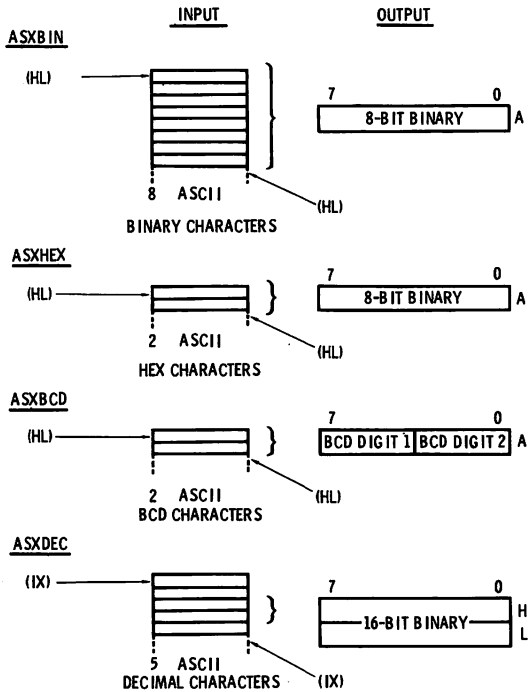 INPUT OUTPUT
ASXBIN
(HL)
7 0
8-BIT BINARY A
8 ASCII
(HL)
BINARY CHARACTERS
ASXHEX
7 0
(HL)
8-BIT BINARY A
2 ASCII
(HL)
HEX CHARACTERS
ASXBCD
7 0
(HL)
BCD DIGIT 1 BCD DIGIT 2 A
2 ASCII
(HL)
BCD CHARACTERS
ASXDEC
(IX)
7 0
H
16-BIT BINARY
L
5 ASCII
DECIMAL CHARACTERS (IX)